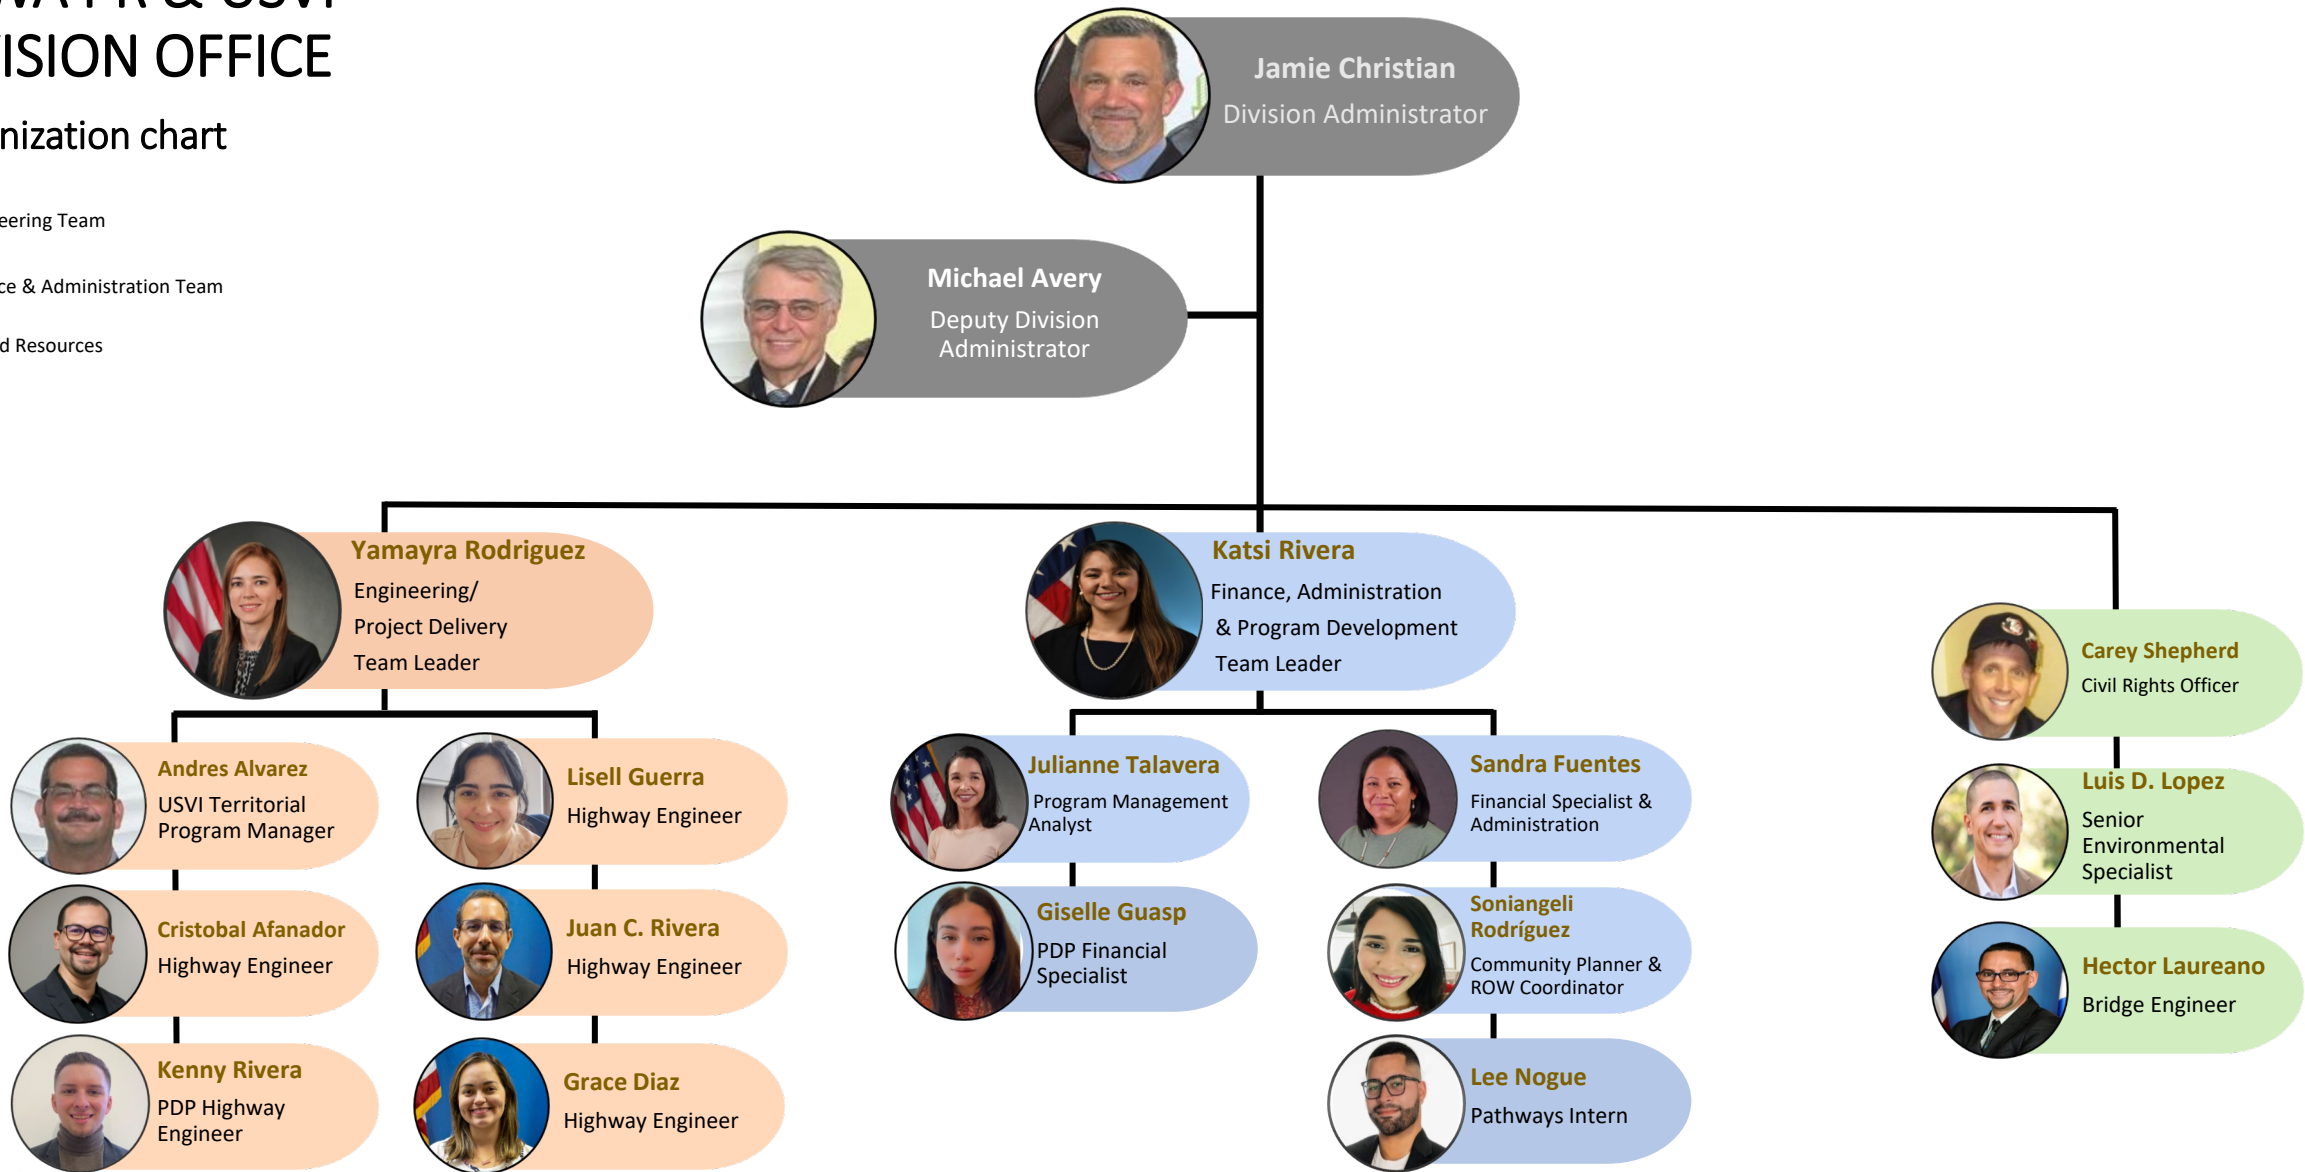 VISION OFFICE
nization chart
eering Team
ce & Administration Team
d Resources
Jamie Christian
Division Administrator
Michael Avery
Deputy Division
Administrator
Yamayra Rodriguez
Engineering/
Project Delivery
Team Leader
Katsi Rivera
Finance, Administration
& Program Development
Team Leader
Carey Shepherd
Civil Rights Officer
Andres Alvarez
USVI Territorial
Program Manager
Lisell Guerra
Highway Engineer
Julianne Talavera
Program Management
Analyst
Sandra Fuentes
Financial Specialist &
Administration
Luis D. Lopez
Senior
Environmental
Specialist
Cristobal Afanador
Highway Engineer
Juan C. Rivera
Highway Engineer
Giselle Guasp
PDP Financial
Specialist
Soniangeli
Rodríguez
Community Planner &
ROW Coordinator
Hector Laureano
Bridge Engineer
Kenny Rivera
PDP Highway
Engineer
Grace Diaz
Highway Engineer
Lee Nogue
Pathways Intern